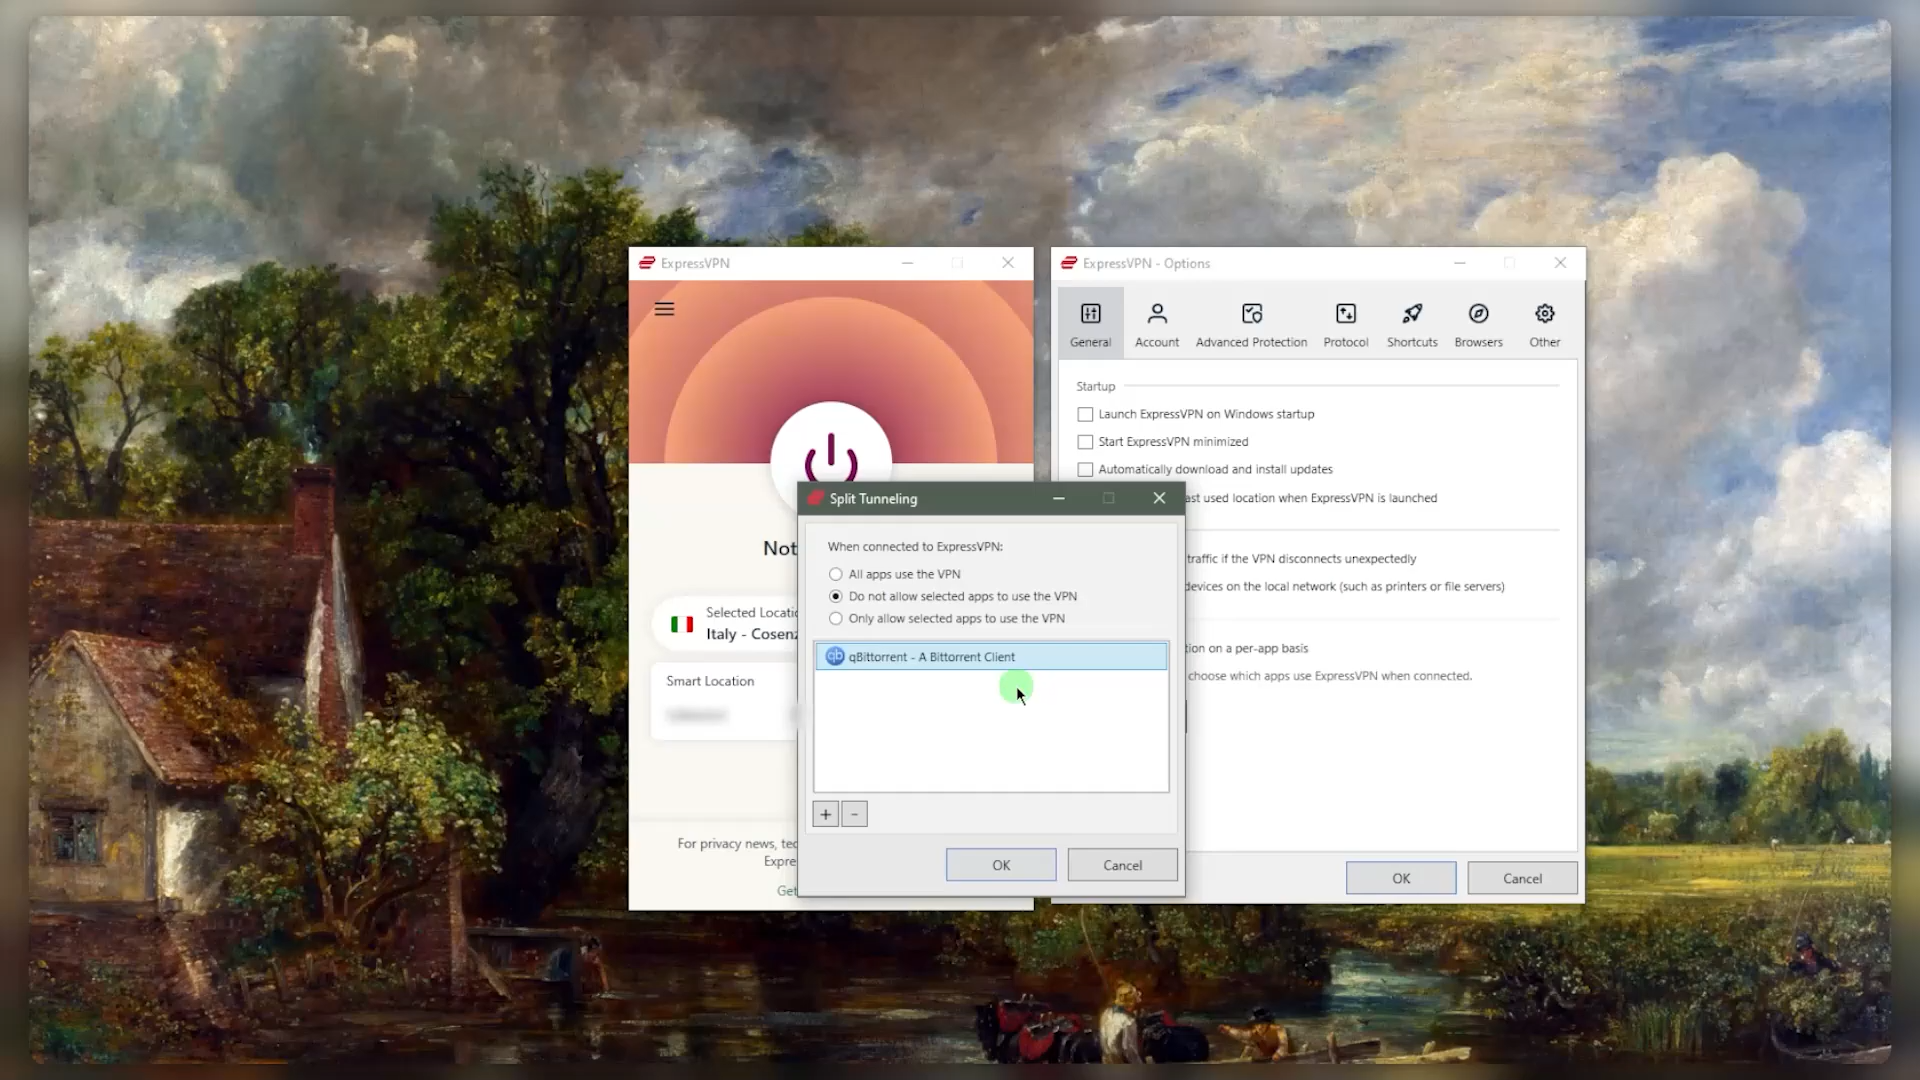 ExpressVPN
Not
Selected Locatio
Italy - Cosenz
Smart Location
For privacy news, tec
Expre
Get
ExpressVPN - Options
General
Account
Advanced Protection
Protocol
Shortcuts
Browsers
Other
Startup
Launch ExpressVPN on Windows startup
Start ExpressVPN minimized
Automatically download and install updates
ast used location when ExpressVPN is launched
traffic if the VPN disconnects unexpectedly
devices on the local network (such as printers or file servers)
tion on a per-app basis
choose which apps use ExpressVPN when connected.
OK
Cancel
Split Tunneling
When connected to ExpressVPN:
All apps use the VPN
Do not allow selected apps to use the VPN
Only allow selected apps to use the VPN
qb qBittorrent - A Bittorrent Client
+ -
OK
Cancel